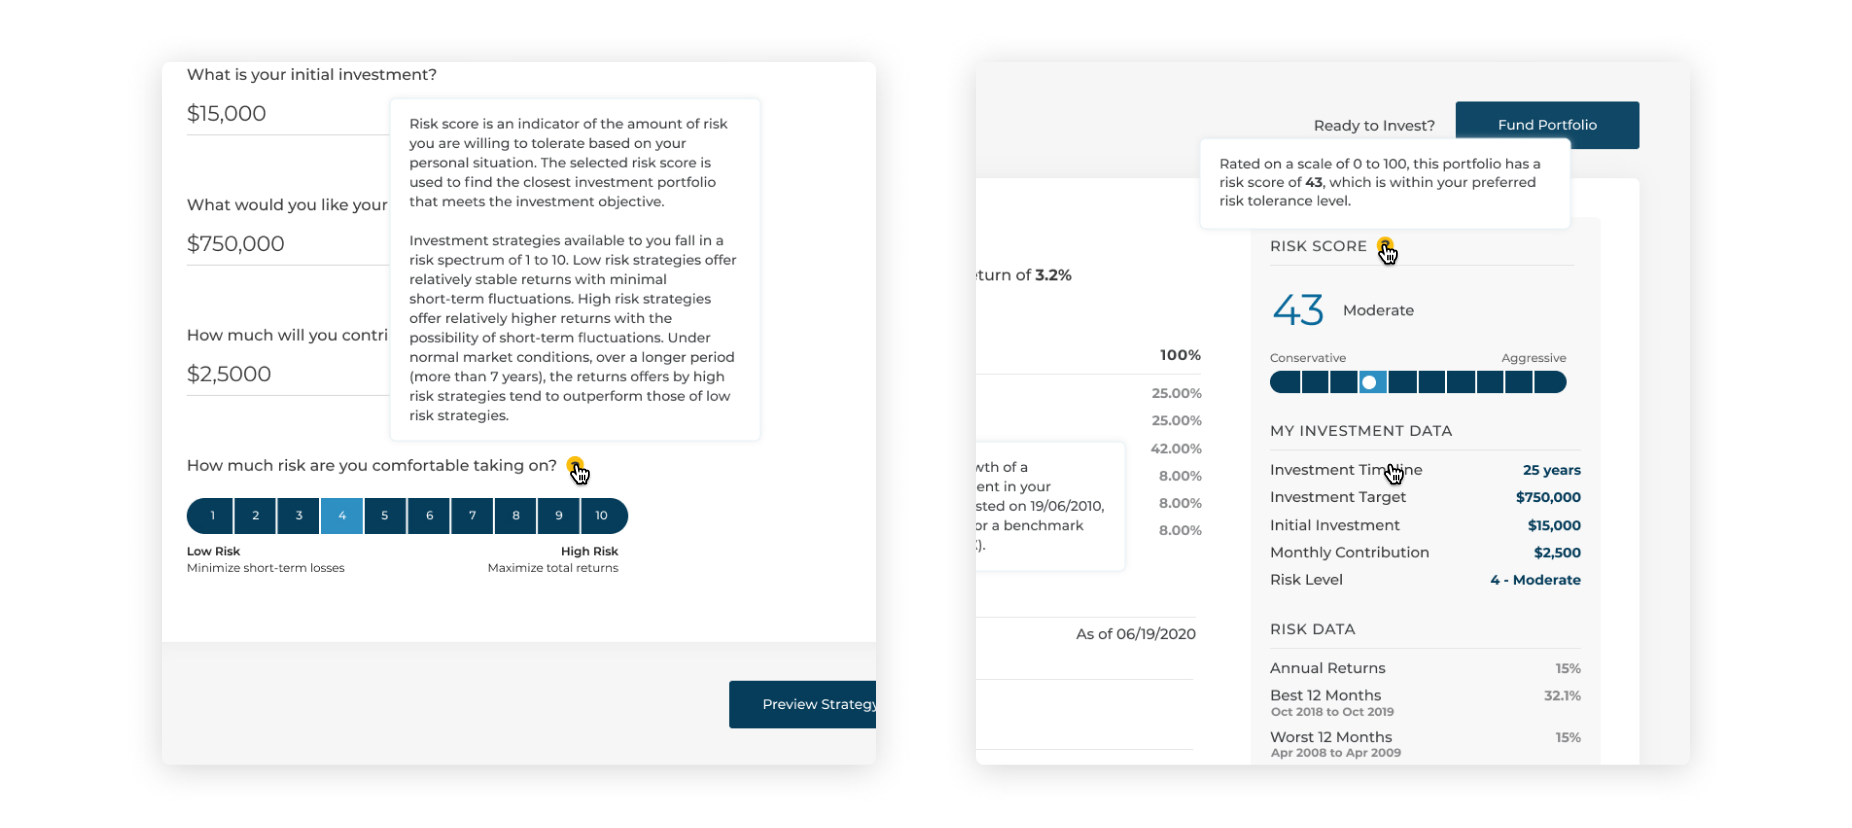 What is your initial investment?
$15,000
Risk score is an indicator of the amount of risk
you are willing to tolerate based on your
personal situation. The selected risk score is
used to find the closest investment portfolio
that meets the investment objective.
Investment strategies available to you fall in a
risk spectrum of 1 to 10. Low risk strategies offer
relatively stable returns with minimal
short-term fluctuations. High risk strategies
offer relatively higher returns with the
possibility of short-term fluctuations. Under
normal market conditions, over a longer period
(more than 7 years), the returns offers by high
risk strategies tend to outperform those of low
risk strategies.
What would you like your
$750,000
How much will you contri
$2,5000
How much risk are you comfortable taking on?
1 2 3 4 5 6 7 8 9 10
Low Risk High Risk
Minimize short-term losses Maximize total returns
Preview Strategy
Ready to Invest? Fund Portfolio
Rated on a scale of 0 to 100, this portfolio has a
risk score of 43, which is within your preferred
risk tolerance level.
turn of 3.2%
100%
25.00%
25.00%
42.00%
8.00%
8.00%
8.00%
wth of a
ent in your
sted on 19/06/2010,
or a benchmark
).
As of 06/19/2020
RISK SCORE
43 Moderate
Conservative Aggressive
MY INVESTMENT DATA
Investment Timeline 25 years
Investment Target $750,000
Initial Investment $15,000
Monthly Contribution $2,500
Risk Level 4 - Moderate
RISK DATA
Annual Returns 15%
Best 12 Months 32.1%
Oct 2018 to Oct 2019
Worst 12 Months 15%
Apr 2008 to Apr 2009